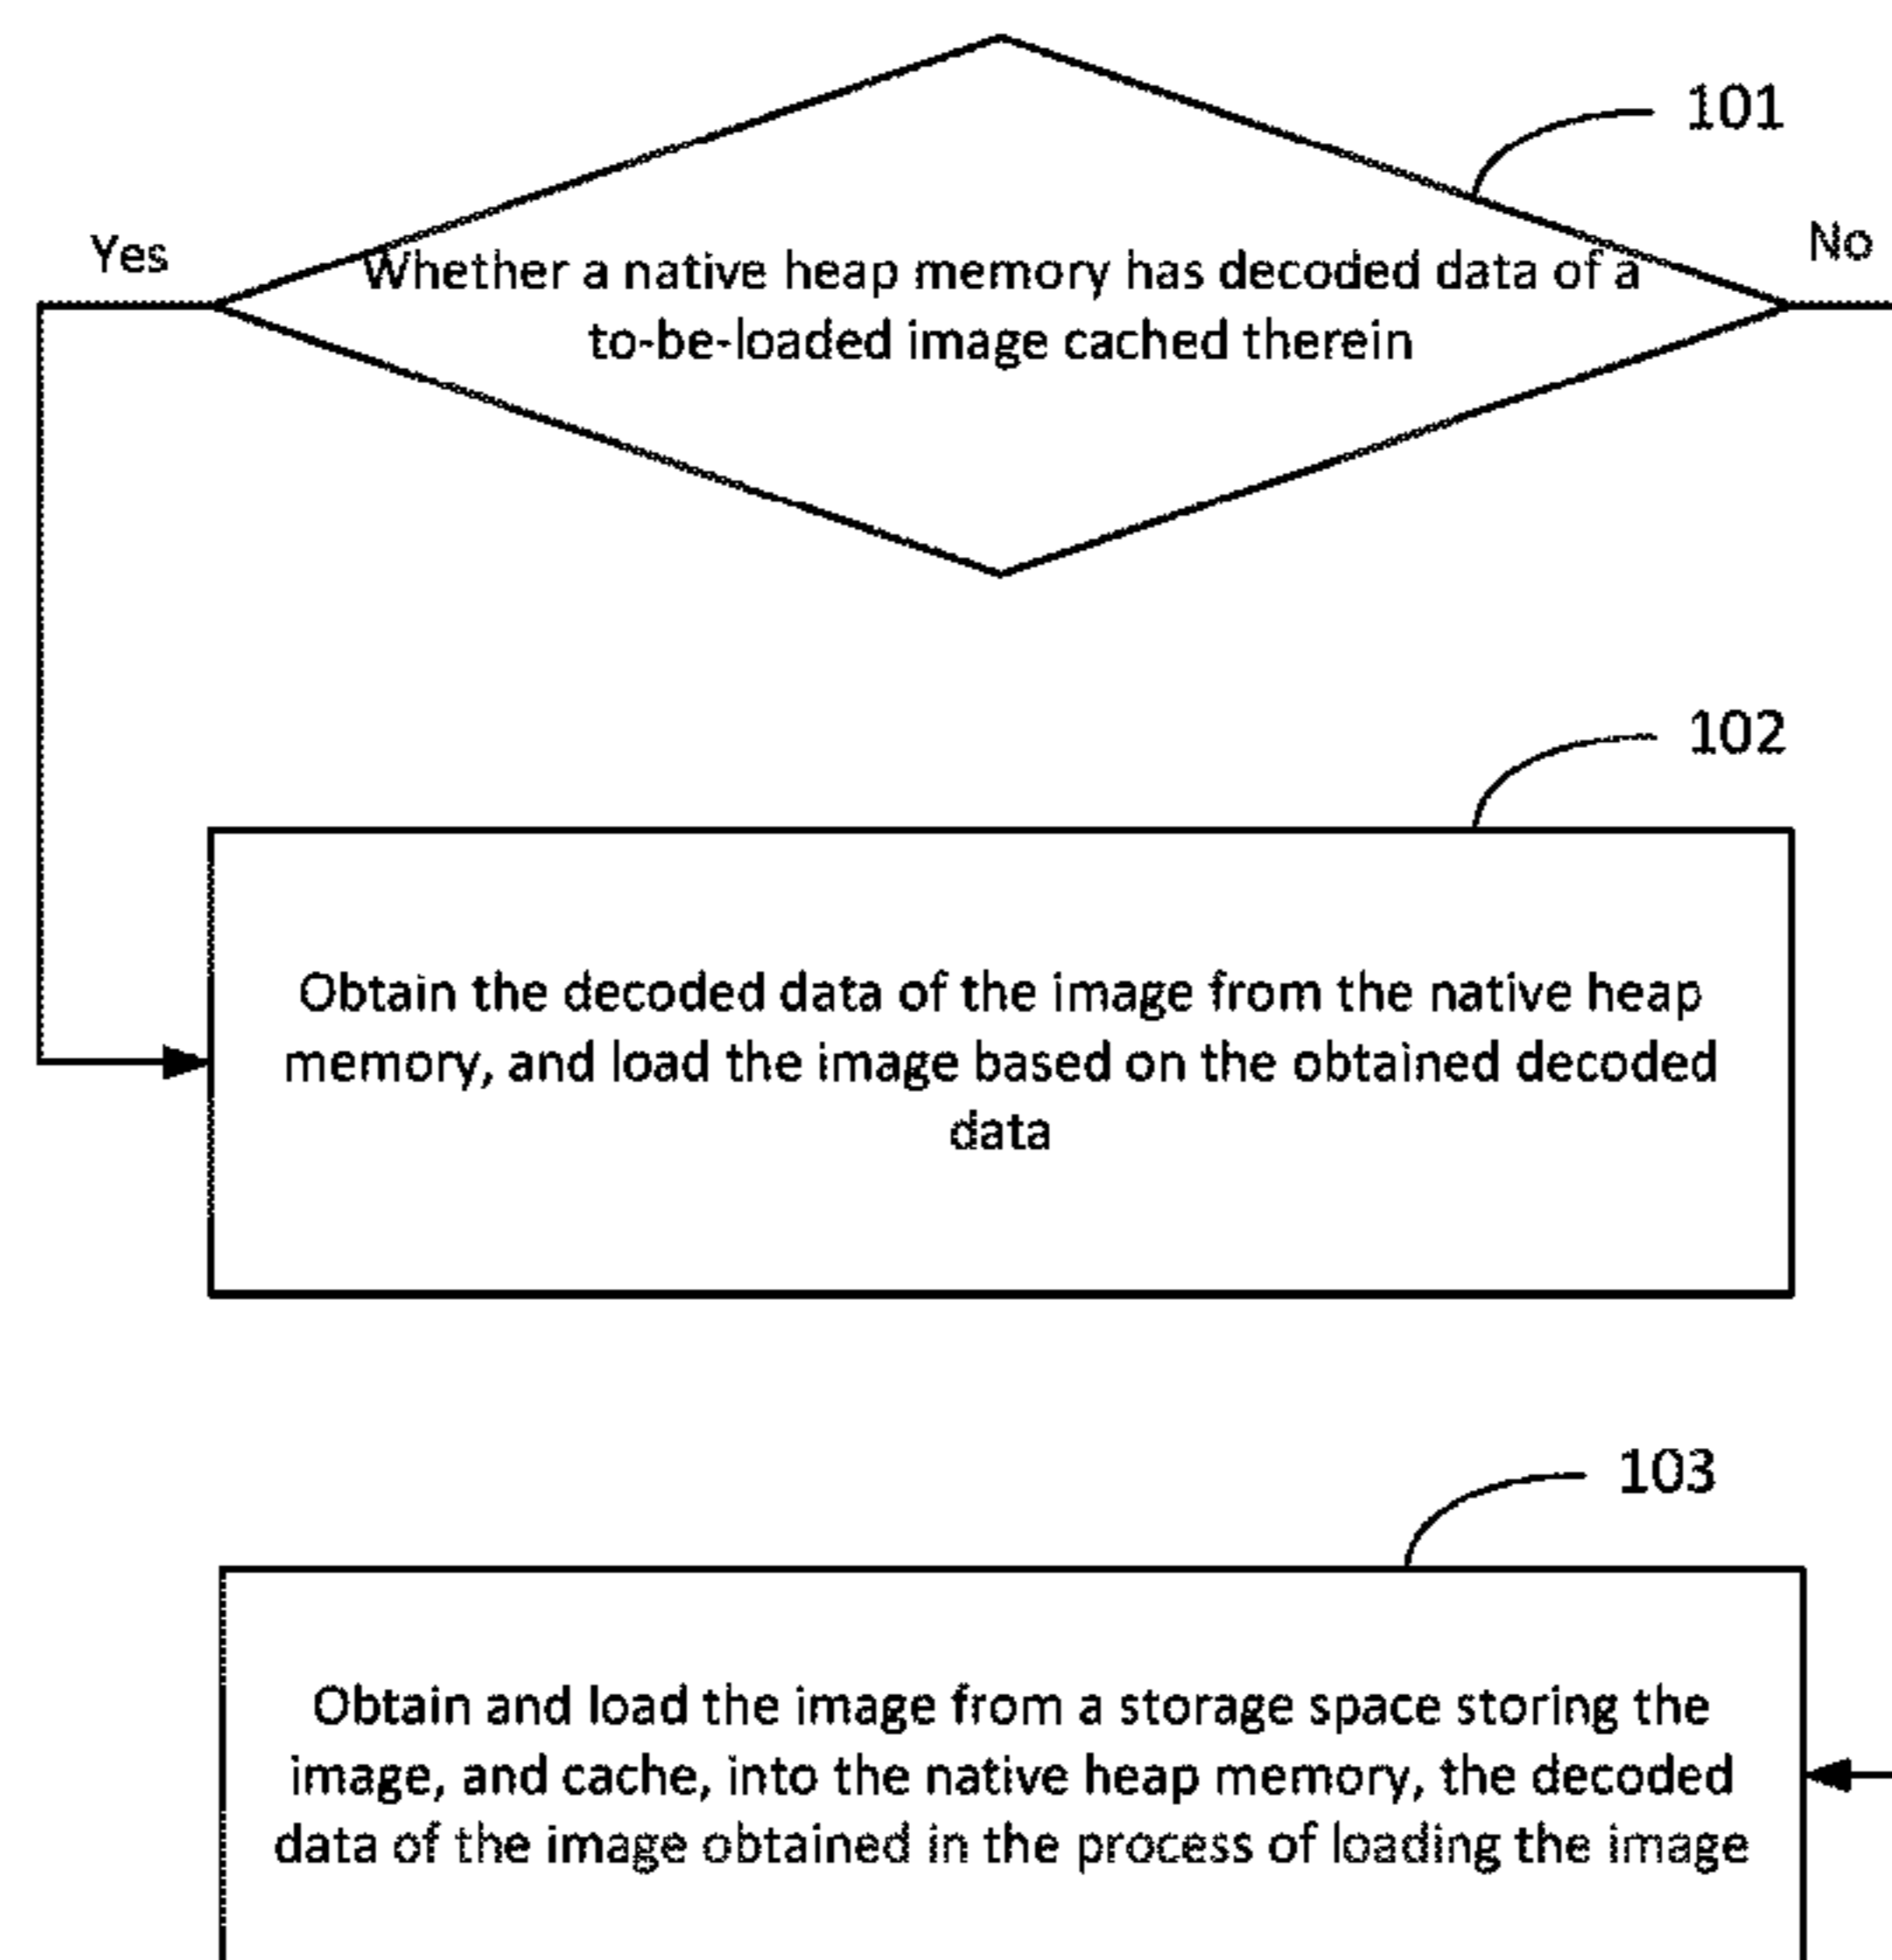 101
Yes
No
Whether a native heap memory has decoded data of a
to-be-loaded image cached therein
102
Obtain the decoded data of the image from the native heap
memory, and load the image based on the obtained decoded
data
103
Obtain and load the image from a storage space storing the
image, and cache, into the native heap memory, the decoded
data of the image obtained in the process of loading the image